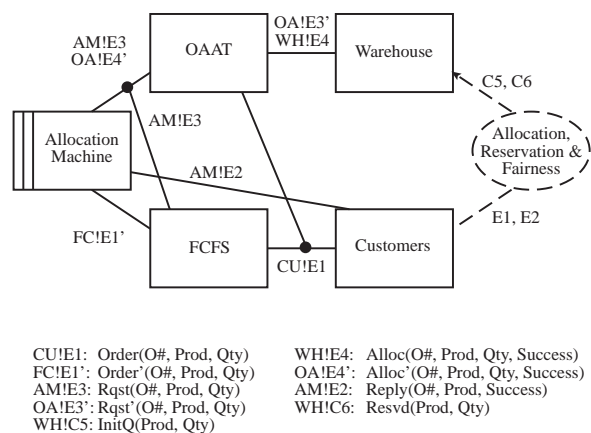 AM!E3
OA!E4’
OAAT
OA!E3’
WH!E4
Warehouse
C5, C6
Allocation
Machine
AM!E3
Allocation,
Reservation &
Fairness
AM!E2
FC!E1’
FCFS
CU!E1
Customers
E1, E2
CU!E1: Order(O#, Prod, Qty)
FC!E1’: Order’(O#, Prod, Qty)
AM!E3: Rqst(O#, Prod, Qty)
OA!E3’: Rqst’(O#, Prod, Qty)
WH!C5: InitQ(Prod, Qty)
WH!E4: Alloc(O#, Prod, Qty, Success)
OA!E4’: Alloc’(O#, Prod, Qty, Success)
AM!E2: Reply(O#, Prod, Success)
WH!C6: Resvd(Prod, Qty)